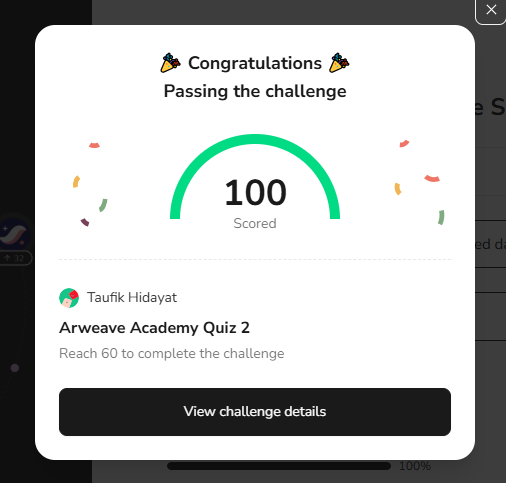 Congratulations
Passing the challenge
e S
100
Scored
32
ed da
Taufik Hidayat
Arweave Academy Quiz 2
Reach 60 to complete the challenge
View challenge details
100%